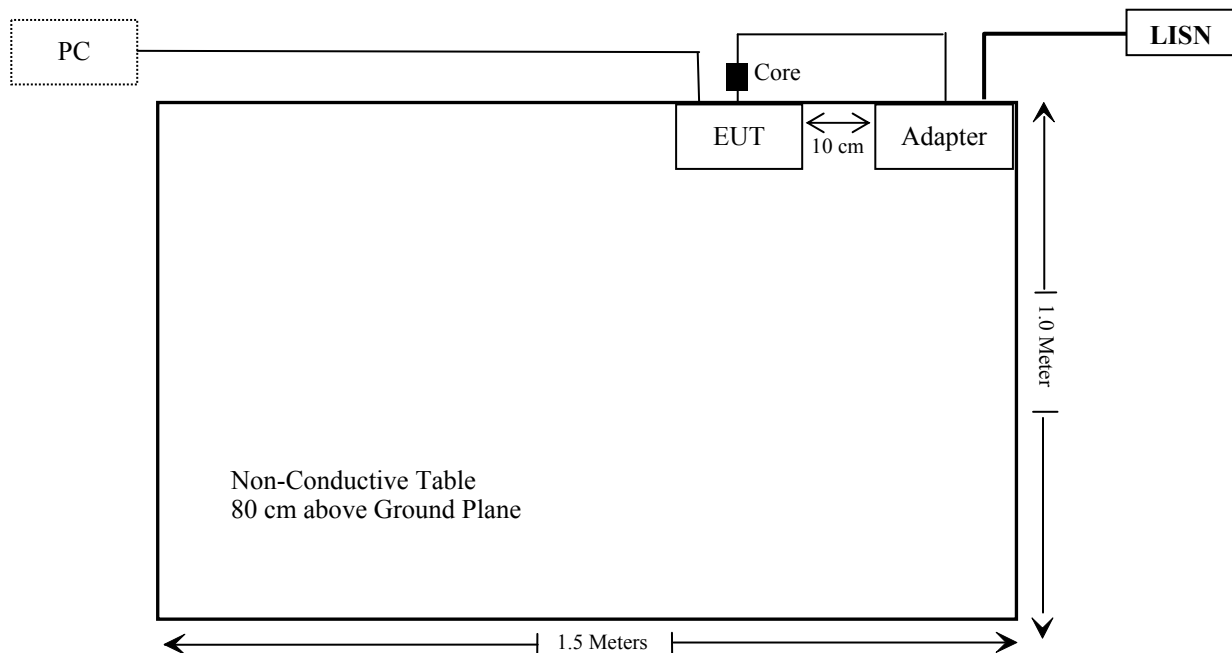 PC
LISN
Core
EUT
10 cm
Adapter
1.0 Meter
Non-Conductive Table
80 cm above Ground Plane
1.5 Meters